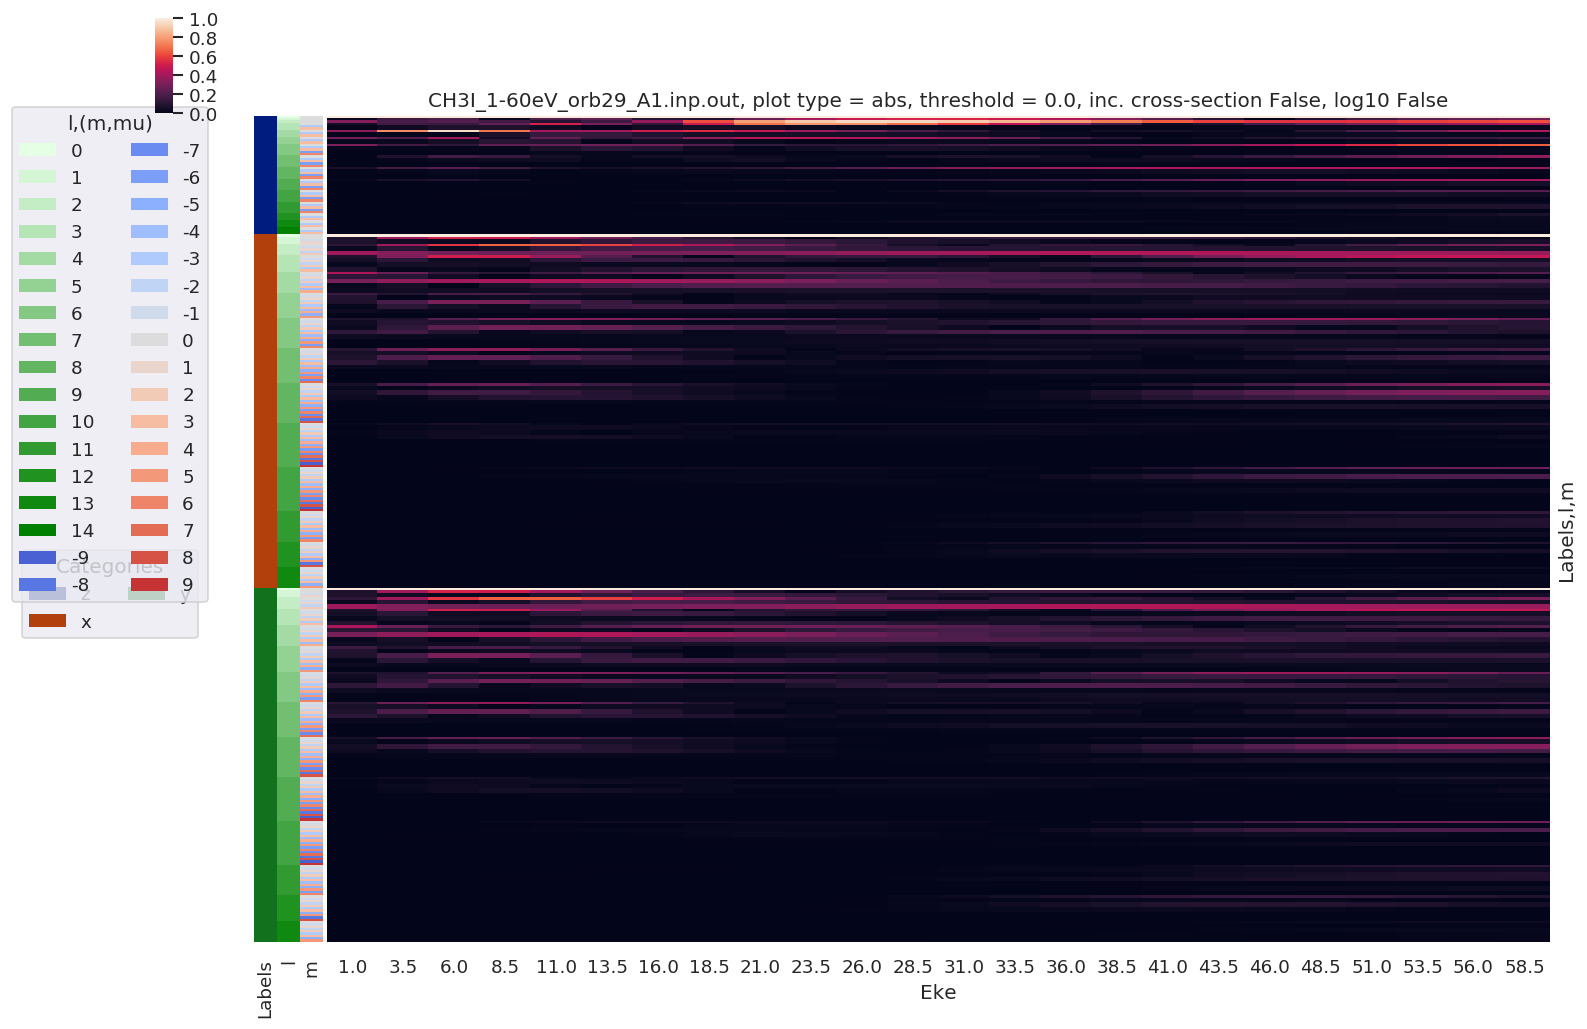 1.0
0.8
0.6
0.4
0.2
0.0
CH3I_1-60eV_orb29_A1.inp.out, plot type = abs, threshold = 0.0, inc. cross-section False, log10 False
l,(m,mu)
0 -7
1 -6
2 -5
3 -4
4 -3
5 -2
6 -1
7 0
8 1
9 2
10 3
11 4
12 5
13 6
14 7
-9 8
-8 9
Categories
z y
x
Labels,l,m
1.0 3.5 6.0 8.5 11.0 13.5 16.0 18.5 21.0 23.5 26.0 28.5 31.0 33.5 36.0 38.5 41.0 43.5 46.0 48.5 51.0 53.5 56.0 58.5
Labels
l
m
Eke